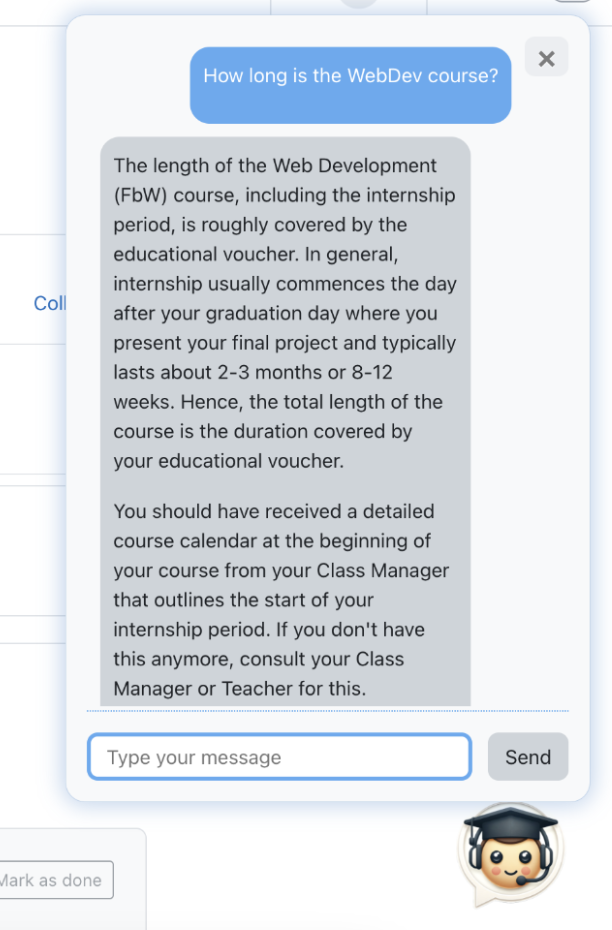 How long is the WebDev course?
The length of the Web Development
(FbW) course, including the internship
period, is roughly covered by the
educational voucher. In general,
internship usually commences the day
after your graduation day where you
present your final project and typically
lasts about 2-3 months or 8-12
weeks. Hence, the total length of the
course is the duration covered by
your educational voucher.
You should have received a detailed
course calendar at the beginning of
your course from your Class Manager
that outlines the start of your
internship period. If you don't have
this anymore, consult your Class
Manager or Teacher for this.
Coll
Type your message
Send
Mark as done